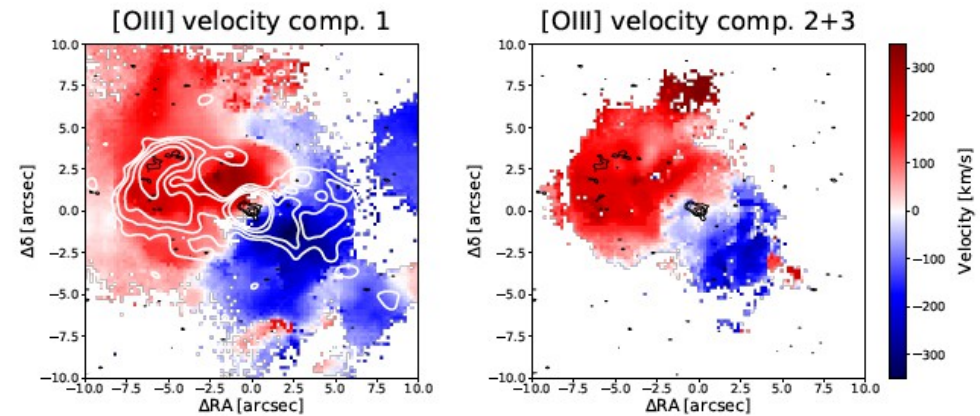 [OIII] velocity comp. 1
[OIII] velocity comp. 2+3
10.0
7.5
5.0
2.5
0.0
−2.5
−5.0
−7.5
−10.0
Δδ [arcsec]
−10.0 −7.5 −5.0 −2.5 0.0 2.5 5.0 7.5 10.0
ΔRA [arcsec]
10.0
7.5
5.0
2.5
0.0
−2.5
−5.0
−7.5
−10.0
Δδ [arcsec]
−10.0 −7.5 −5.0 −2.5 0.0 2.5 5.0 7.5 10.0
ΔRA [arcsec]
300
200
100
0
−100
−200
−300
Velocity [km/s]